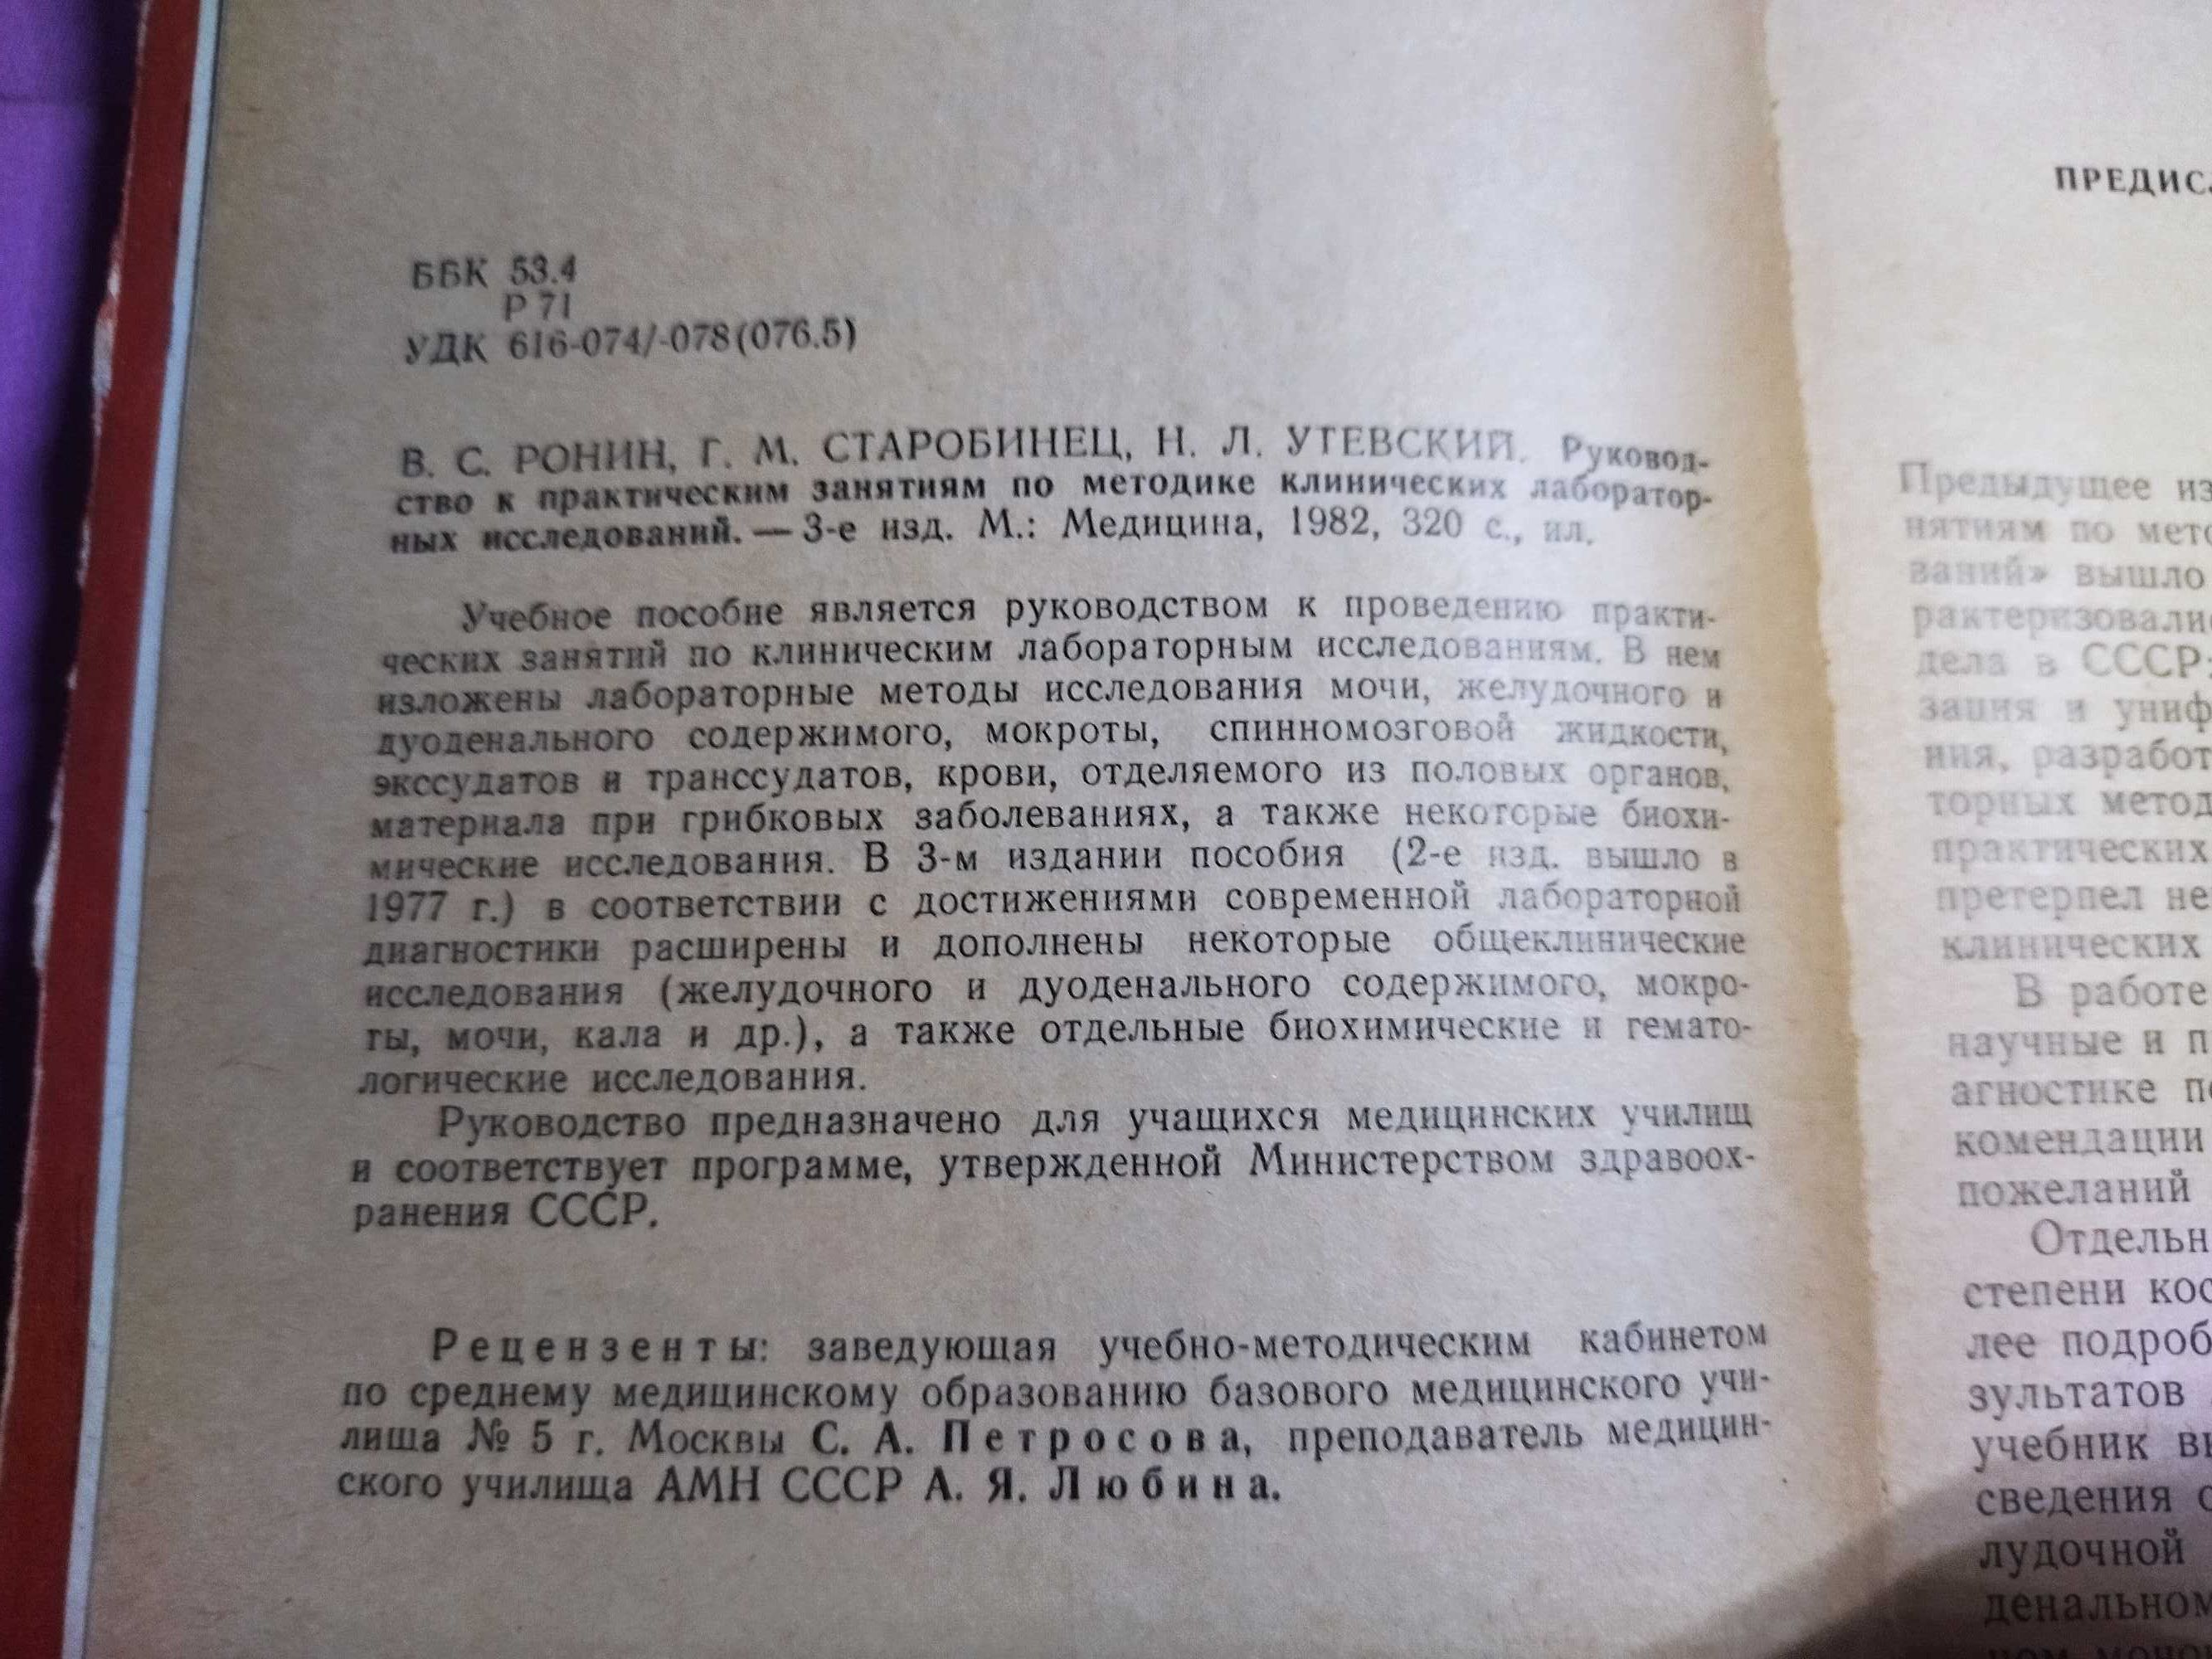 ББК 53.4
Р 71
УДК 616-074/-078(076.5)
В. С. РОНИН, Г. М. СТАРОБИНЕЦ, Н. Л. УТЕВСКИЙ. Руковод-
ство к практическим занятиям по методике клинических лаборатор-
ных исследований. — 3-е изд. М.: Медицина, 1982, 320 с., ил.
Учебное пособие является руководством к проведению практи-
ческих занятий по клиническим лабораторным исследованиям. В нем
изложены лабораторные методы исследования мочи, желудочного и
дуоденального содержимого, мокроты, спинномозговой жидкости,
экссудатов и транссудатов, крови, отделяемого из половых органов,
материала при грибковых заболеваниях, а также некоторые биохи-
мические исследования. В 3-м издании пособия (2-е изд. вышло в
1977 г.) в соответствии с достижениями современной лабораторной
диагностики расширены и дополнены некоторые общеклинические
исследования (желудочного и дуоденального содержимого, мокро-
ты, мочи, кала и др.), а также отдельные биохимические и гемато-
логические исследования.
Руководство предназначено для учащихся медицинских училищ
и соответствует программе, утвержденной Министерством здравоох-
ранения СССР.
Рецензенты: заведующая учебно-методическим кабинетом
по среднему медицинскому образованию базового медицинского учи-
лища № 5 г. Москвы С. А. Петросова, преподаватель медицин-
ского училища АМН СССР А. Я. Любина.
ПРЕДИСЛ
Предыдущее из
нятиям по мето
ваний» вышло
рактеризовалис
дела в СССР:
зация и униф
ния, разработ
торных метод
практических
претерпел не
клинических
В работе
научные и п
агностике по
комендации
пожеланий
Отдельн
степени кос
лее подроб
зультатов
учебник вк
сведения о
лудочной
денальном